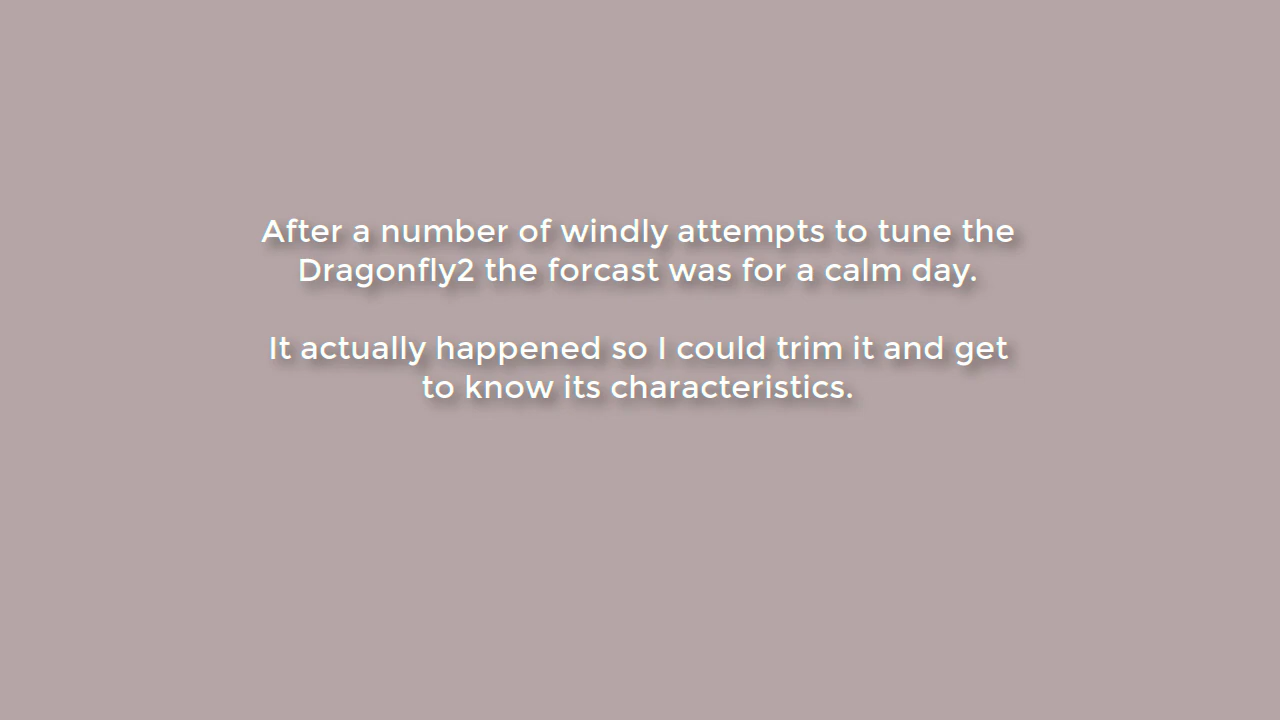 After a number of windly attempts to tune the
Dragonfly2 the forcast was for a calm day.
It actually happened so I could trim it and get
to know its characteristics.